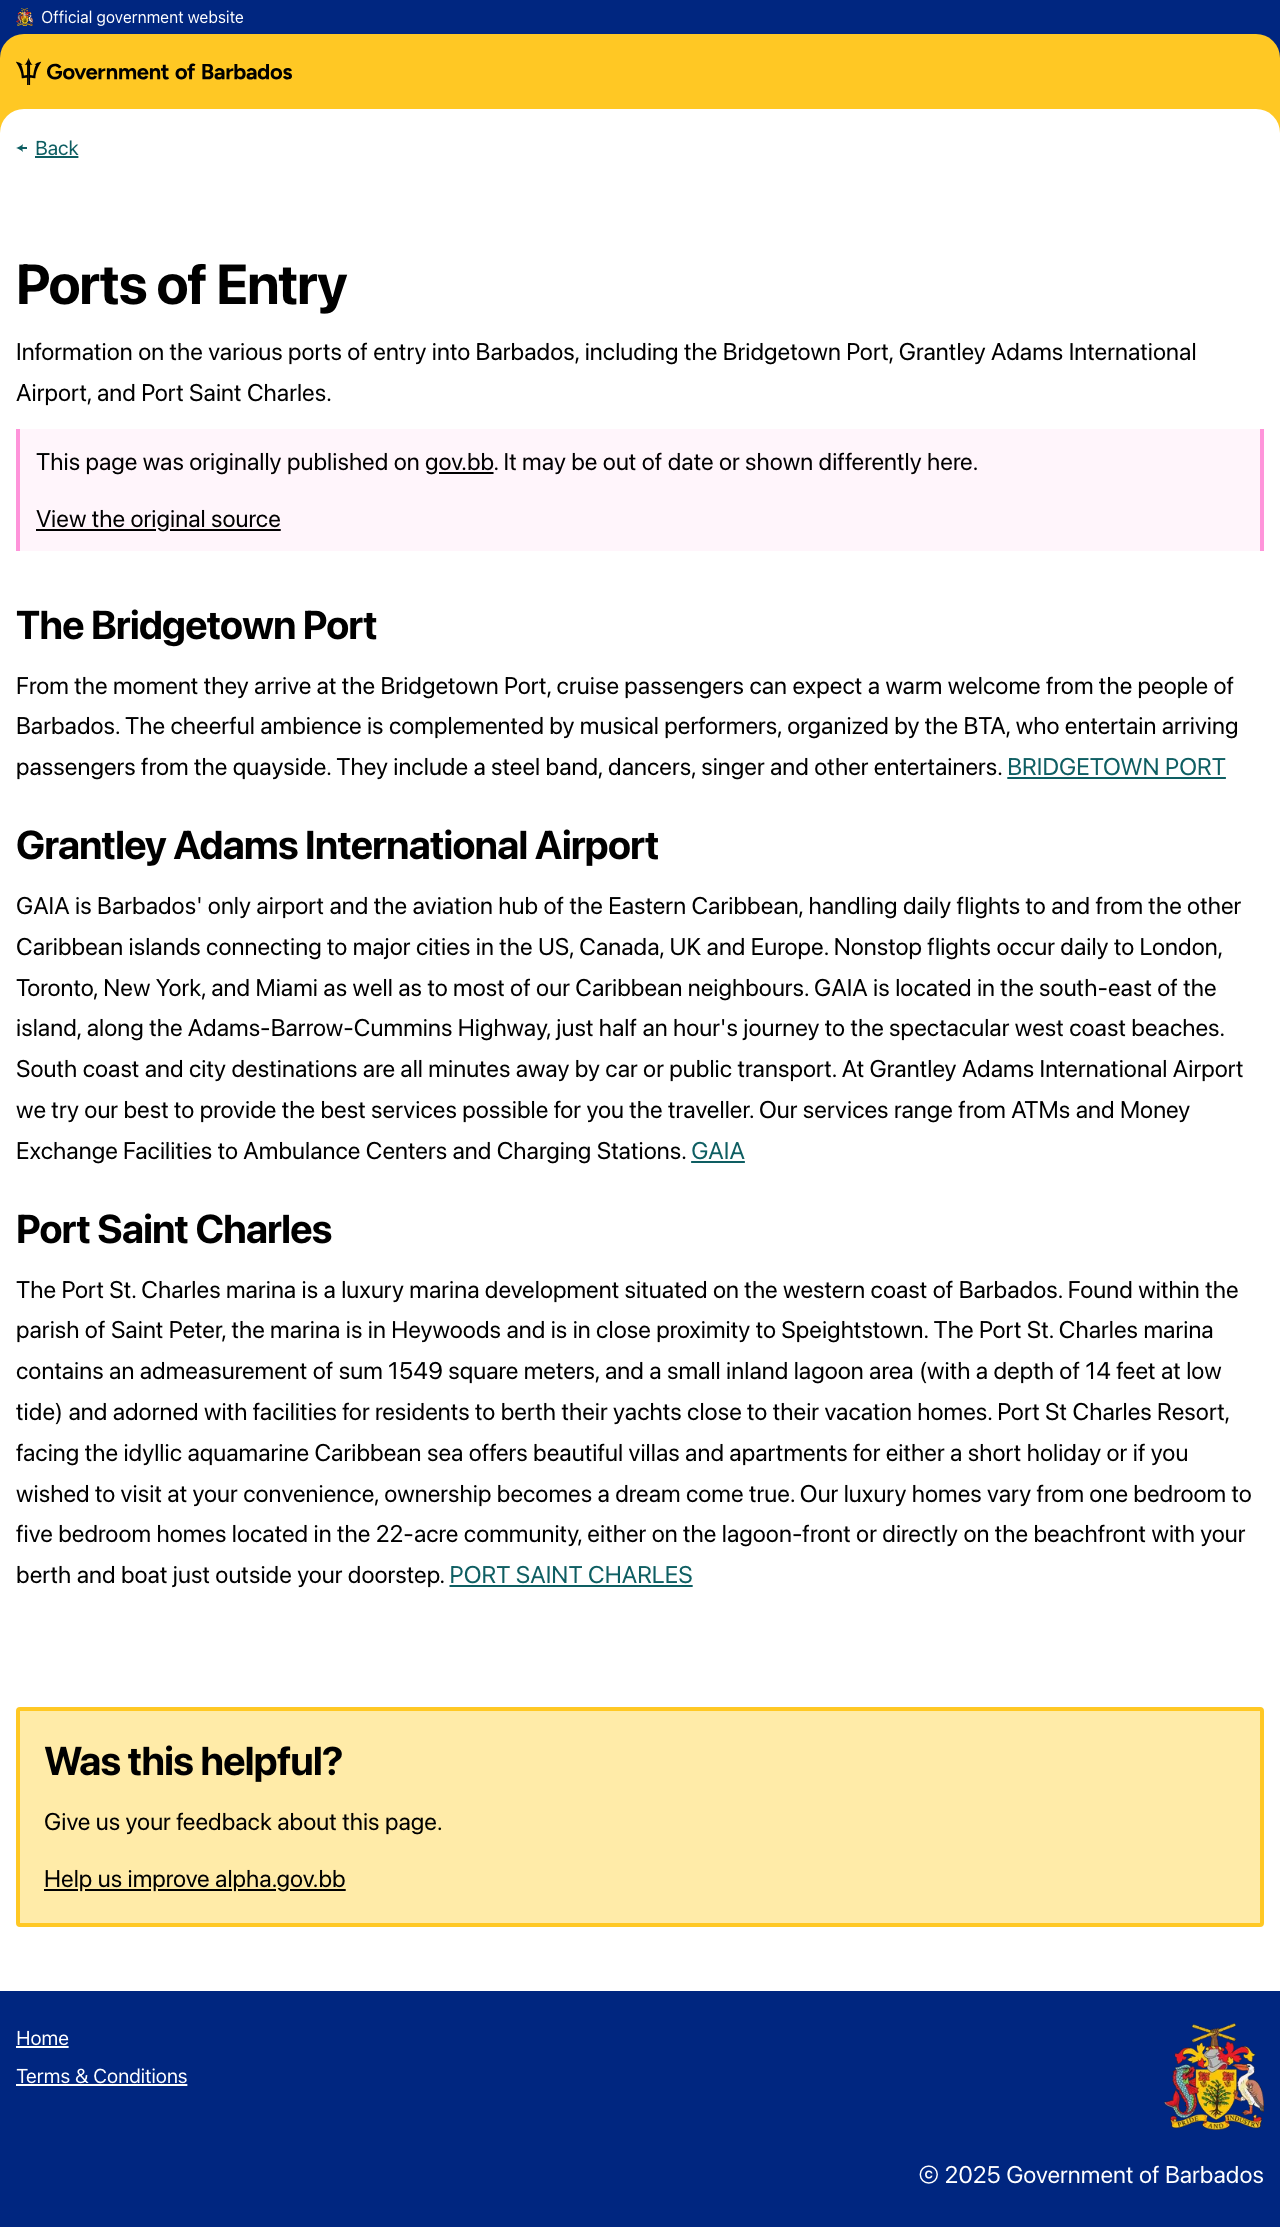 Official government website
Government of Barbados
Back
Ports of Entry
Information on the various ports of entry into Barbados, including the Bridgetown Port, Grantley Adams International
Airport, and Port Saint Charles.
This page was originally published on gov.bb. It may be out of date or shown differently here.
View the original source
The Bridgetown Port
From the moment they arrive at the Bridgetown Port, cruise passengers can expect a warm welcome from the people of
Barbados. The cheerful ambience is complemented by musical performers, organized by the BTA, who entertain arriving
passengers from the quayside. They include a steel band, dancers, singer and other entertainers. BRIDGETOWN PORT
Grantley Adams International Airport
GAIA is Barbados' only airport and the aviation hub of the Eastern Caribbean, handling daily flights to and from the other
Caribbean islands connecting to major cities in the US, Canada, UK and Europe. Nonstop flights occur daily to London,
Toronto, New York, and Miami as well as to most of our Caribbean neighbours. GAIA is located in the south-east of the
island, along the Adams-Barrow-Cummins Highway, just half an hour's journey to the spectacular west coast beaches.
South coast and city destinations are all minutes away by car or public transport. At Grantley Adams International Airport
we try our best to provide the best services possible for you the traveller. Our services range from ATMs and Money
Exchange Facilities to Ambulance Centers and Charging Stations. GAIA
Port Saint Charles
The Port St. Charles marina is a luxury marina development situated on the western coast of Barbados. Found within the
parish of Saint Peter, the marina is in Heywoods and is in close proximity to Speightstown. The Port St. Charles marina
contains an admeasurement of sum 1549 square meters, and a small inland lagoon area (with a depth of 14 feet at low
tide) and adorned with facilities for residents to berth their yachts close to their vacation homes. Port St Charles Resort,
facing the idyllic aquamarine Caribbean sea offers beautiful villas and apartments for either a short holiday or if you
wished to visit at your convenience, ownership becomes a dream come true. Our luxury homes vary from one bedroom to
five bedroom homes located in the 22-acre community, either on the lagoon-front or directly on the beachfront with your
berth and boat just outside your doorstep. PORT SAINT CHARLES
Was this helpful?
Give us your feedback about this page.
Help us improve alpha.gov.bb
Home
Terms & Conditions
PRIDE AND INDUSTRY
© 2025 Government of Barbados